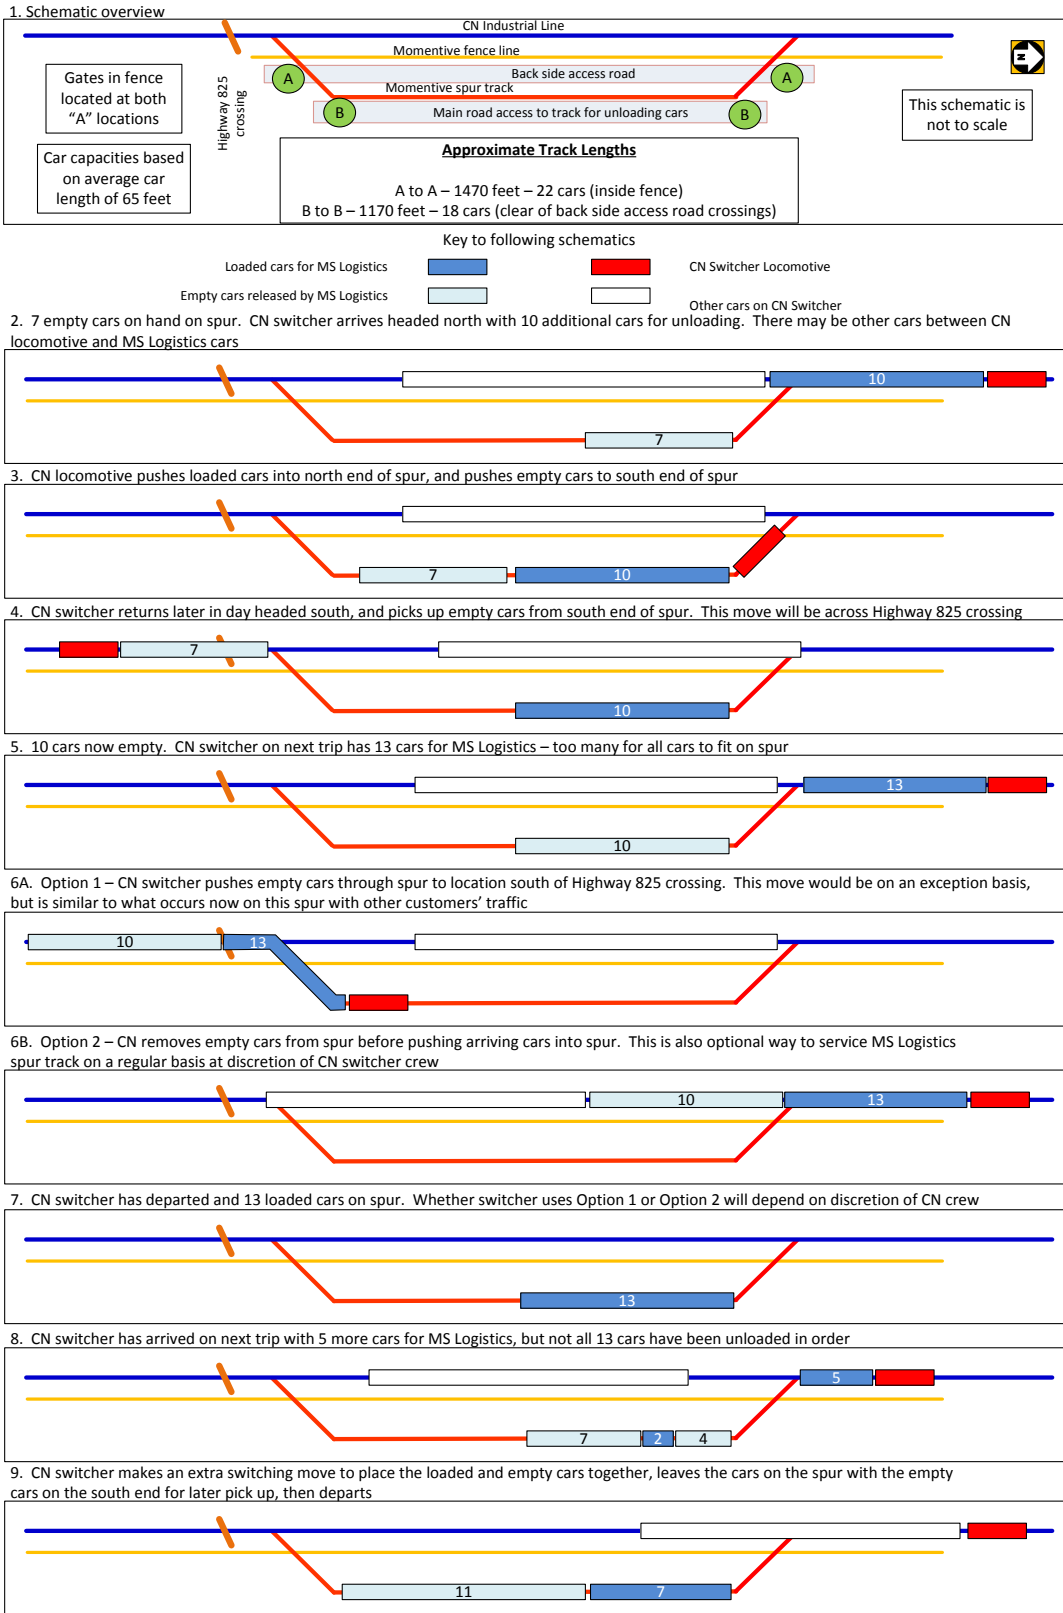 1. Schematic overview
CN Industrial Line
Momentive fence line
Back side access road
A
A
Momentive spur track
B
Main road access to track for unloading cars
B
Gates in fence
located at both
“A” locations
Highway 825
crossing
N
This schematic is
not to scale
Car capacities based
on average car
length of 65 feet
Approximate Track Lengths
A to A – 1470 feet – 22 cars (inside fence)
B to B – 1170 feet – 18 cars (clear of back side access road crossings)
Key to following schematics
Loaded cars for MS Logistics
CN Switcher Locomotive
Empty cars released by MS Logistics
Other cars on CN Switcher
2. 7 empty cars on hand on spur. CN switcher arrives headed north with 10 additional cars for unloading. There may be other cars between CN
locomotive and MS Logistics cars
10
7
3. CN locomotive pushes loaded cars into north end of spur, and pushes empty cars to south end of spur
7
10
4. CN switcher returns later in day headed south, and picks up empty cars from south end of spur. This move will be across Highway 825 crossing
7
10
5. 10 cars now empty. CN switcher on next trip has 13 cars for MS Logistics – too many for all cars to fit on spur
13
10
6A. Option 1 – CN switcher pushes empty cars through spur to location south of Highway 825 crossing. This move would be on an exception basis,
but is similar to what occurs now on this spur with other customers’ traffic
10
13
6B. Option 2 – CN removes empty cars from spur before pushing arriving cars into spur. This is also optional way to service MS Logistics
spur track on a regular basis at discretion of CN switcher crew
10
13
7. CN switcher has departed and 13 loaded cars on spur. Whether switcher uses Option 1 or Option 2 will depend on discretion of CN crew
13
8. CN switcher has arrived on next trip with 5 more cars for MS Logistics, but not all 13 cars have been unloaded in order
5
7
2
4
9. CN switcher makes an extra switching move to place the loaded and empty cars together, leaves the cars on the spur with the empty
cars on the south end for later pick up, then departs
11
7